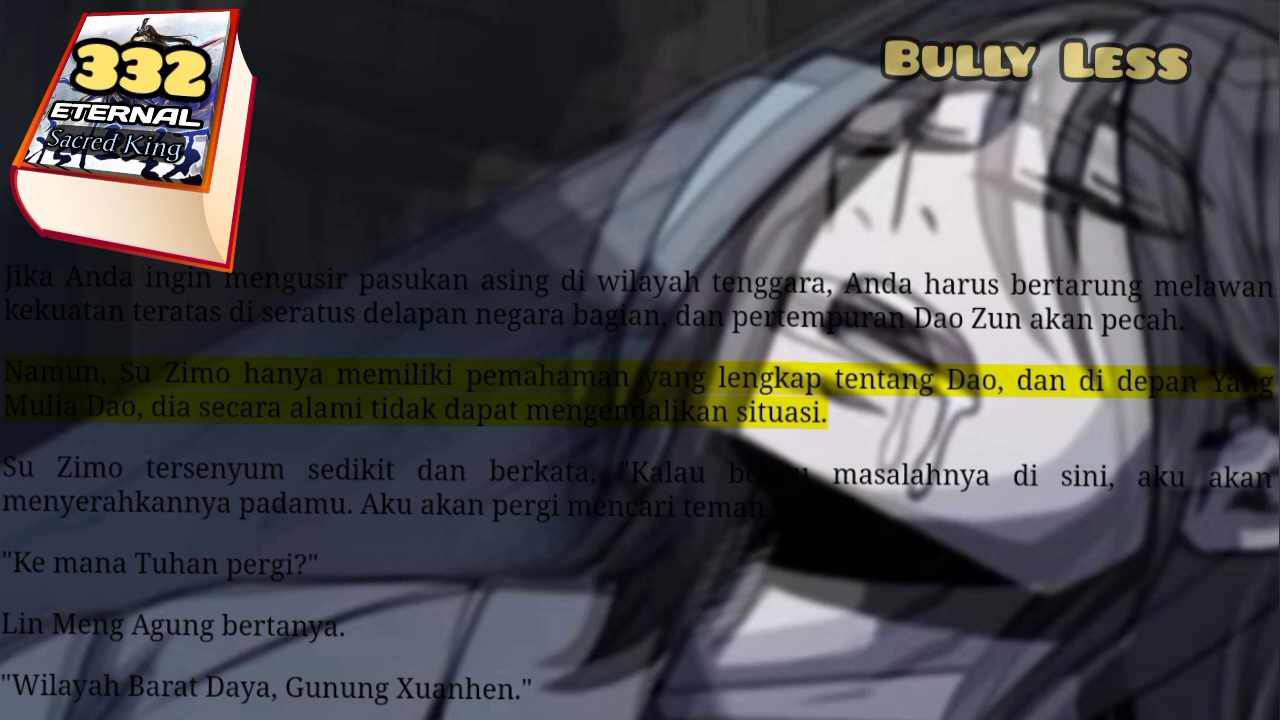 332
ETERNAL
Sacred King
BULLY LESS
Jika Anda ingin mengusir pasukan asing di wilayah tenggara, Anda harus bertarung melawan
kekuatan teratas di seratus delapan negara bagian, dan pertempuran Dao Zun akan pecah.
Namun, Su Zimo hanya memiliki pemahaman yang lengkap tentang Dao, dan di depan Yang
Mulia Dao, dia secara alami tidak dapat mengendalikan situasi.
Su Zimo tersenyum sedikit dan berkata, "Kalau masalahnya di sini, aku akan
menyerahkannya padamu. Aku akan pergi mencari teman
"Ke mana Tuhan pergi?"
Lin Meng Agung bertanya.
"Wilayah Barat Daya, Gunung Xuanhen."